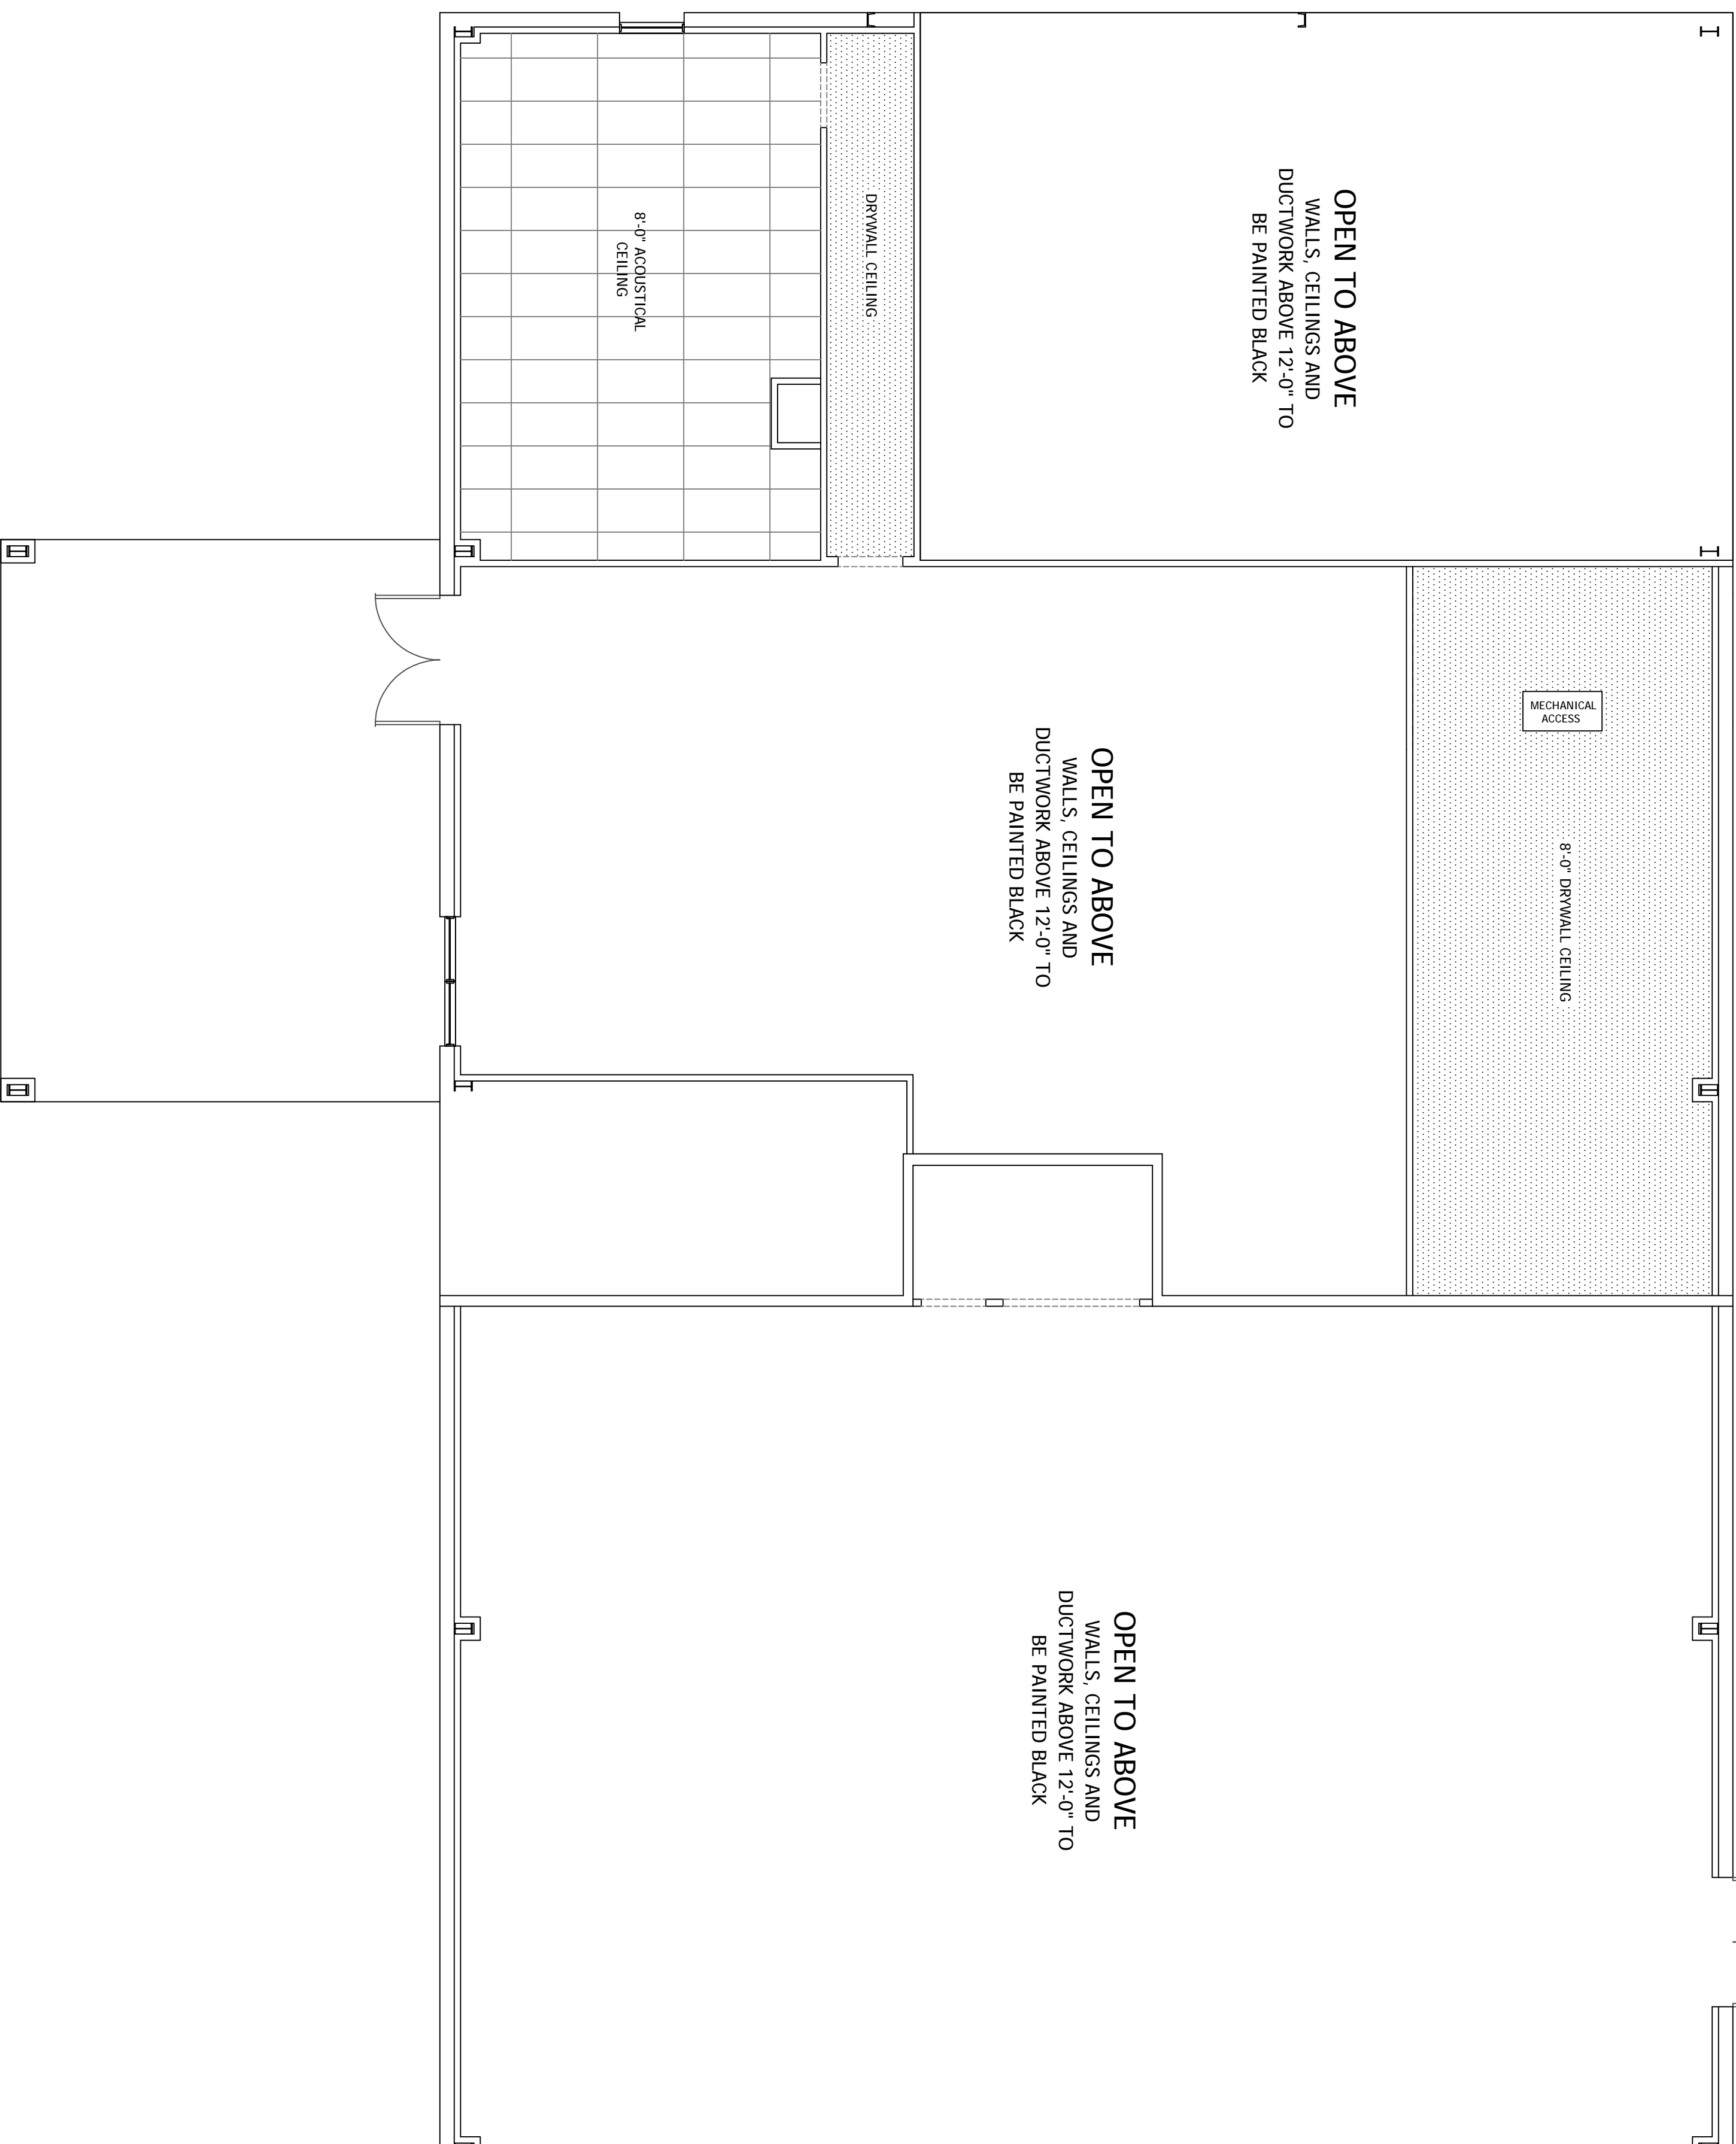 OPEN TO ABOVE
WALLS, CEILINGS AND
DUCTWORK ABOVE 12'-0" TO
BE PAINTED BLACK
DRYWALL CEILING
8'-0" ACOUSTICAL
CEILING
MECHANICAL
ACCESS
8'-0" DRYWALL CEILING
OPEN TO ABOVE
WALLS, CEILINGS AND
DUCTWORK ABOVE 12'-0" TO
BE PAINTED BLACK
OPEN TO ABOVE
WALLS, CEILINGS AND
DUCTWORK ABOVE 12'-0" TO
BE PAINTED BLACK